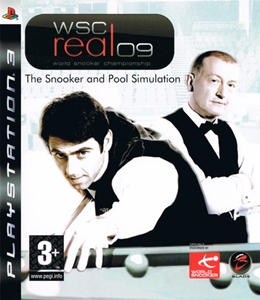 PLAYSTATION 3
WSC
real 09
world snooker championship
The Snooker and Pool Simulation
3+
www.pegi.info
WORLD
SNOOKER
BLADE